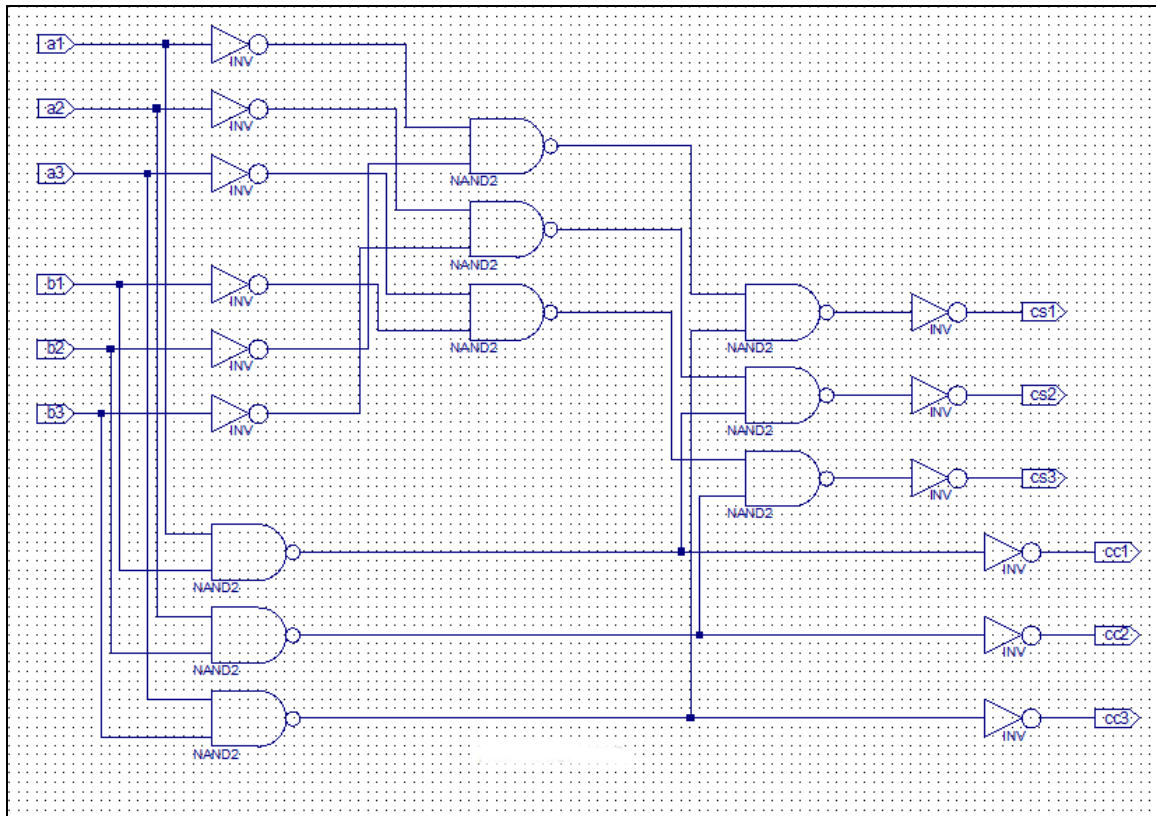 a1
INV
a2
INV
NAND2
a3
INV
NAND2
b1
INV
NAND2
cs1
INV
b2
INV
NAND2
cs2
INV
b3
INV
NAND2
cs3
INV
NAND2
cc1
INV
NAND2
cc2
INV
NAND2
cc3
INV
NAND2